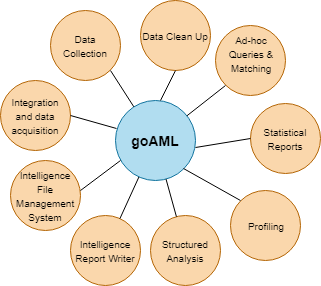 Data
Collection
Data Clean Up
Ad-hoc
Queries &
Matching
Integration
and data
acquisition
goAML
Statistical
Reports
Intelligence
File
Management
System
Profiling
Intelligence
Report Writer
Structured
Analysis